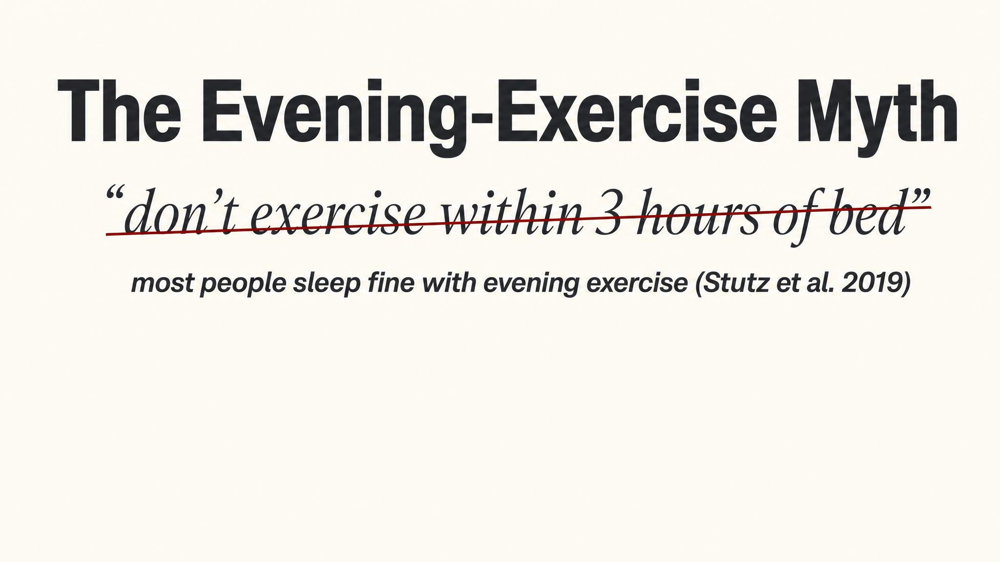 The Evening-Exercise Myth
“don’t exercise within 3 hours of bed”
most people sleep fine with evening exercise (Stutz et al. 2019)